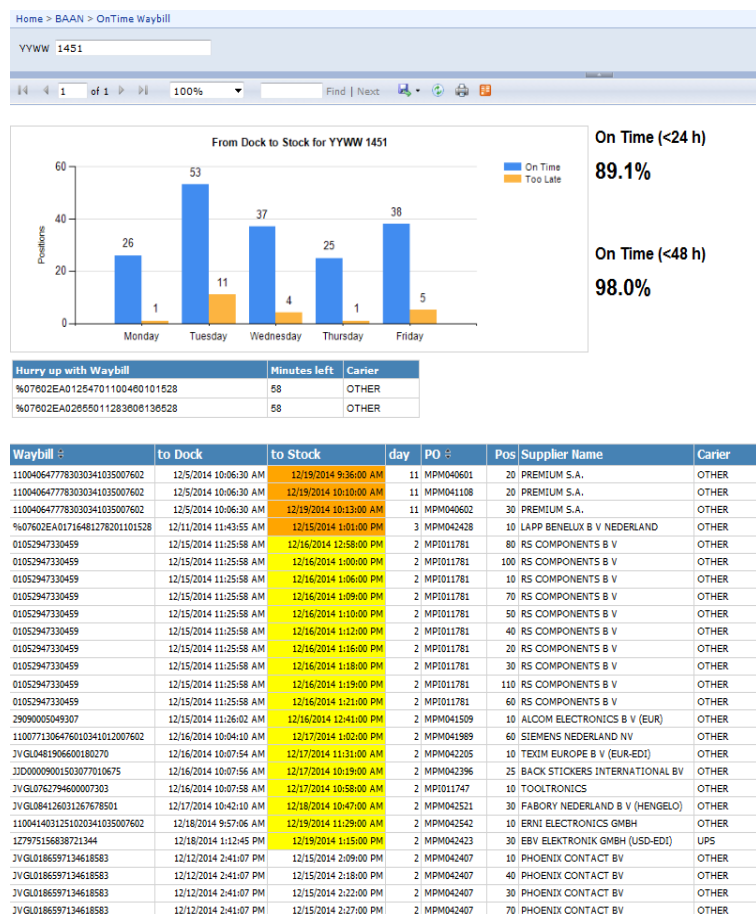 Home > BAAN > OnTime Waybill
YYWW 1451
1 of 1 100% Find | Next
From Dock to Stock for YYWW 1451
On Time
Too Late
Positions
60
40
20
0
26 1
53 11
37 4
25 1
38 5
Monday Tuesday Wednesday Thursday Friday
On Time (<24 h)
89.1%
On Time (<48 h)
98.0%
Hurry up with Waybill Minutes left Carier
%07602EA01254701100460101528 58 OTHER
%07602EA02655011283606136528 58 OTHER
Waybill to Dock to Stock day PO Pos Supplier Name Carier
1100406477783030341035007602 12/5/2014 10:06:30 AM 12/19/2014 9:36:00 AM 11 MPM040601 20 PREMIUM S.A. OTHER
1100406477783030341035007602 12/5/2014 10:06:30 AM 12/19/2014 10:10:00 AM 11 MPM041108 20 PREMIUM S.A. OTHER
1100406477783030341035007602 12/5/2014 10:06:30 AM 12/19/2014 10:13:00 AM 11 MPM040602 30 PREMIUM S.A. OTHER
%07602EA01716481278201101528 12/11/2014 11:43:55 AM 12/15/2014 1:01:00 PM 3 MPM042428 10 LAPP BENELUX B V NEDERLAND OTHER
01052947330459 12/15/2014 11:25:58 AM 12/16/2014 12:58:00 PM 2 MPI011781 80 RS COMPONENTS B V OTHER
01052947330459 12/15/2014 11:25:58 AM 12/16/2014 1:00:00 PM 2 MPI011781 100 RS COMPONENTS B V OTHER
01052947330459 12/15/2014 11:25:58 AM 12/16/2014 1:06:00 PM 2 MPI011781 10 RS COMPONENTS B V OTHER
01052947330459 12/15/2014 11:25:58 AM 12/16/2014 1:09:00 PM 2 MPI011781 70 RS COMPONENTS B V OTHER
01052947330459 12/15/2014 11:25:58 AM 12/16/2014 1:10:00 PM 2 MPI011781 50 RS COMPONENTS B V OTHER
01052947330459 12/15/2014 11:25:58 AM 12/16/2014 1:12:00 PM 2 MPI011781 40 RS COMPONENTS B V OTHER
01052947330459 12/15/2014 11:25:58 AM 12/16/2014 1:16:00 PM 2 MPI011781 20 RS COMPONENTS B V OTHER
01052947330459 12/15/2014 11:25:58 AM 12/16/2014 1:18:00 PM 2 MPI011781 30 RS COMPONENTS B V OTHER
01052947330459 12/15/2014 11:25:58 AM 12/16/2014 1:19:00 PM 2 MPI011781 110 RS COMPONENTS B V OTHER
01052947330459 12/15/2014 11:25:58 AM 12/16/2014 1:21:00 PM 2 MPI011781 60 RS COMPONENTS B V OTHER
29090005049307 12/15/2014 11:26:02 AM 12/16/2014 12:41:00 PM 2 MPM041509 10 ALCOM ELECTRONICS B V (EUR) OTHER
1100771306476010341012007602 12/16/2014 10:04:10 AM 12/17/2014 1:02:00 PM 2 MPM041989 60 SIEMENS NEDERLAND NV OTHER
JVGL0481906600180270 12/16/2014 10:07:54 AM 12/17/2014 11:31:00 AM 2 MPM042205 10 TEXIM EUROPE B V (EUR-EDI) OTHER
JJD00009001503077010675 12/16/2014 10:07:56 AM 12/17/2014 10:19:00 AM 2 MPM042396 25 BACK STICKERS INTERNATIONAL BV OTHER
JVGL0762794600007303 12/16/2014 10:07:58 AM 12/17/2014 10:58:00 AM 2 MPI011747 10 TOOLTRONICS OTHER
JVGL084126031267678501 12/17/2014 10:42:10 AM 12/18/2014 10:47:00 AM 2 MPM042521 30 FABORY NEDERLAND B V (HENGELO) OTHER
1100414031251020341035007602 12/18/2014 9:57:06 AM 12/19/2014 11:29:00 AM 2 MPM042542 10 ERNI ELECTRONICS GMBH OTHER
1Z7975156838721344 12/18/2014 1:12:45 PM 12/19/2014 1:15:00 PM 2 MPM042423 30 EBV ELEKTRONIK GMBH (USD-EDI) UPS
JVGL0186597134618583 12/12/2014 2:41:07 PM 12/15/2014 2:09:00 PM 2 MPM042407 10 PHOENIX CONTACT BV OTHER
JVGL0186597134618583 12/12/2014 2:41:07 PM 12/15/2014 2:18:00 PM 2 MPM042407 40 PHOENIX CONTACT BV OTHER
JVGL0186597134618583 12/12/2014 2:41:07 PM 12/15/2014 2:22:00 PM 2 MPM042407 30 PHOENIX CONTACT BV OTHER
JVGL0186597134618583 12/12/2014 2:41:07 PM 12/15/2014 2:27:00 PM 2 MPM042407 70 PHOENIX CONTACT BV OTHER